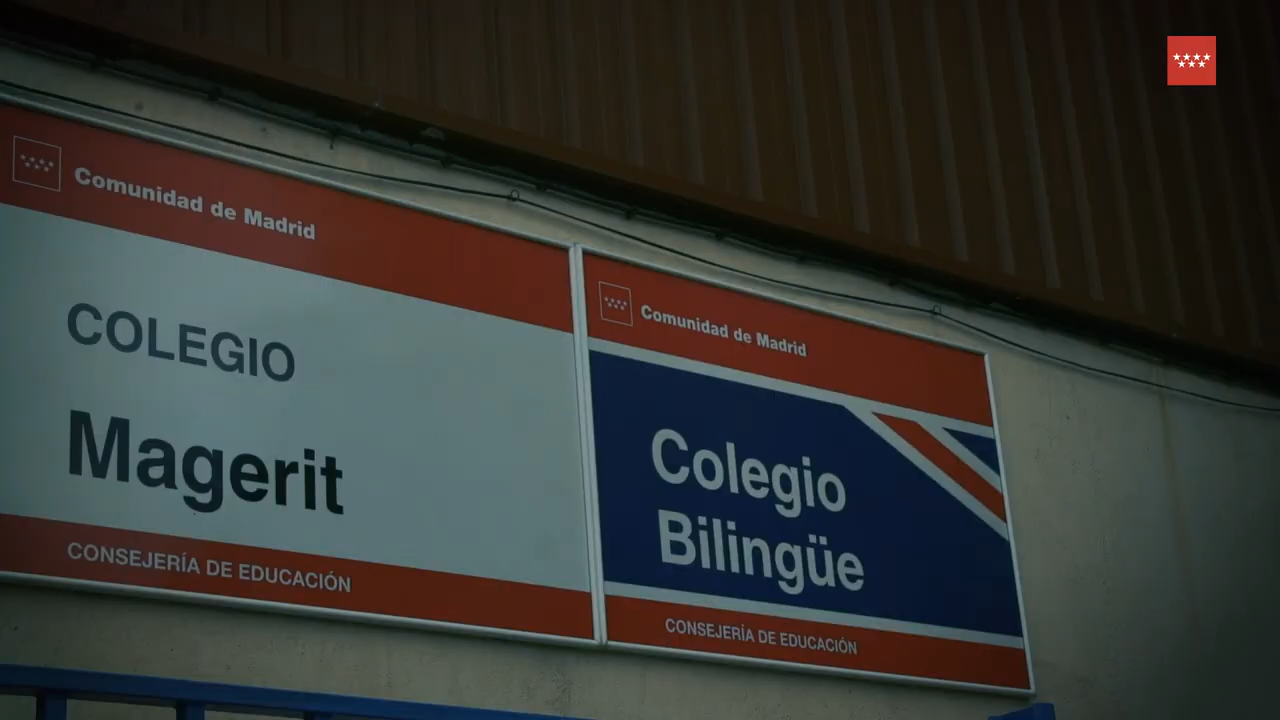 Comunidad de Madrid
COLEGIO
Magerit
CONSEJERÍA DE EDUCACIÓN
Comunidad de Madrid
Colegio
Bilingüe
CONSEJERÍA DE EDUCACIÓN